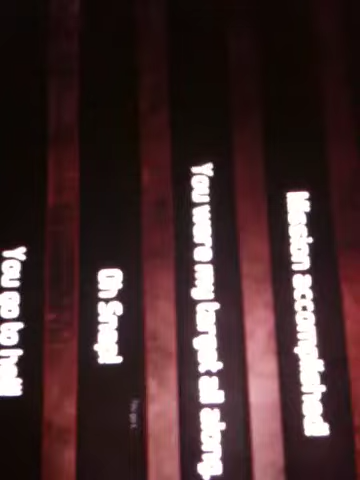 Mission accomplished
You were my target all along.
Oh Snap!
You go to hell